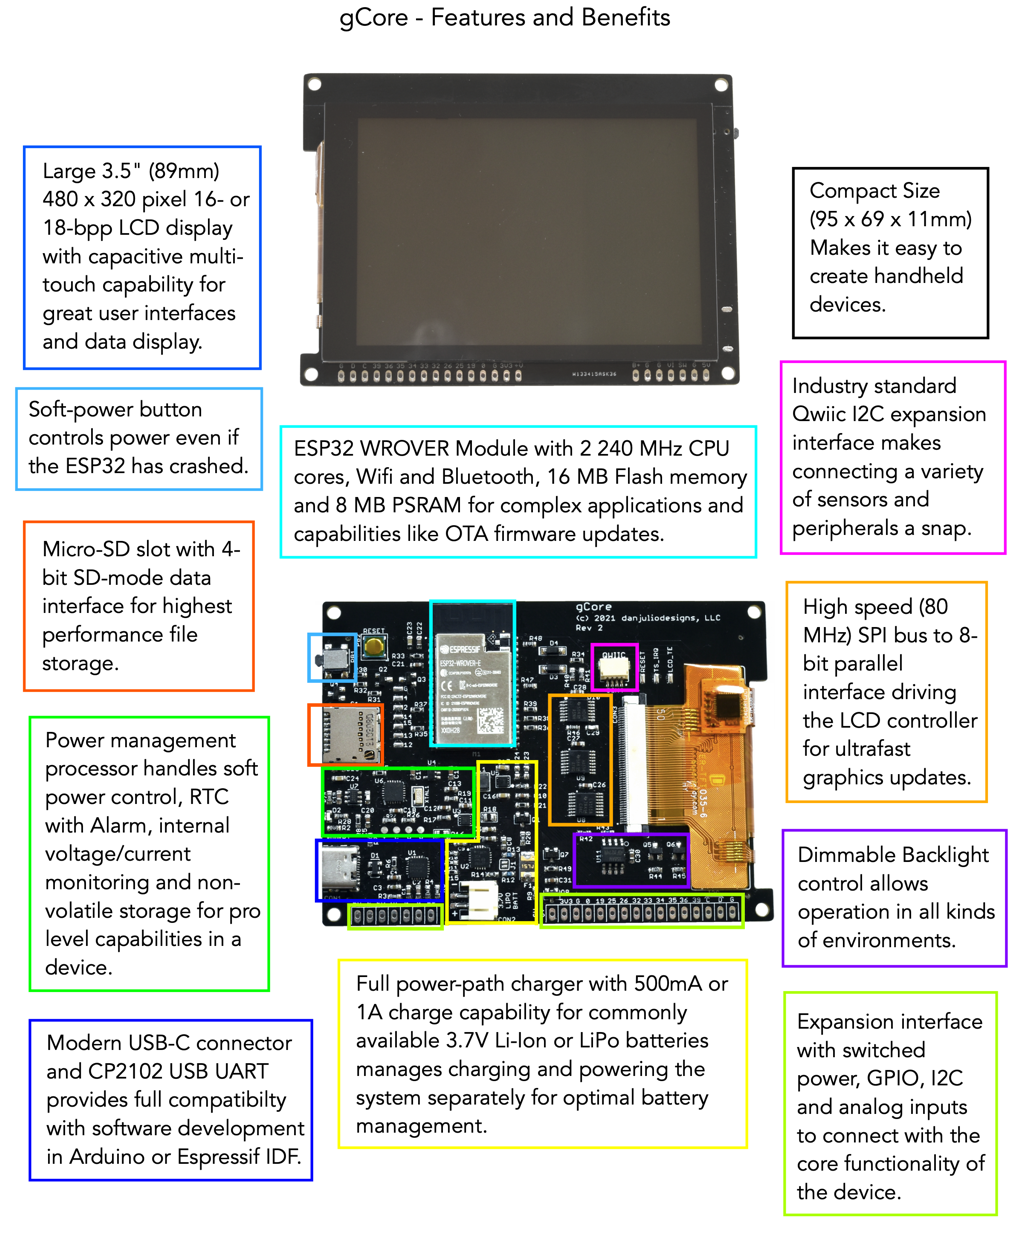 gCore - Features and Benefits
Large 3.5" (89mm)
480 x 320 pixel 16- or
18-bpp LCD display
with capacitive multi-
touch capability for
great user interfaces
and data display.
Compact Size
(95 x 69 x 11mm)
Makes it easy to
create handheld
devices.
Soft-power button
controls power even if
the ESP32 has crashed.
ESP32 WROVER Module with 2 240 MHz CPU
cores, Wifi and Bluetooth, 16 MB Flash memory
and 8 MB PSRAM for complex applications and
capabilities like OTA firmware updates.
Industry standard
Qwiic I2C expansion
interface makes
connecting a variety
of sensors and
peripherals a snap.
Micro-SD slot with 4-
bit SD-mode data
interface for highest
performance file
storage.
gCore
(c) 2021 danjuliodesigns, LLC
Rev 2
RESET
ESPRESSIF
ESP32-WROVER-E
QWIIC
High speed (80
MHz) SPI bus to 8-
bit parallel
interface driving
the LCD controller
for ultrafast
graphics updates.
Power management
processor handles soft
power control, RTC
with Alarm, internal
voltage/current
monitoring and non-
volatile storage for pro
level capabilities in a
device.
Dimmable Backlight
control allows
operation in all kinds
of environments.
Full power-path charger with 500mA or
1A charge capability for commonly
available 3.7V Li-Ion or LiPo batteries
manages charging and powering the
system separately for optimal battery
management.
Modern USB-C connector
and CP2102 USB UART
provides full compatibilty
with software development
in Arduino or Espressif IDF.
Expansion interface
with switched
power, GPIO, I2C
and analog inputs
to connect with the
core functionality of
the device.